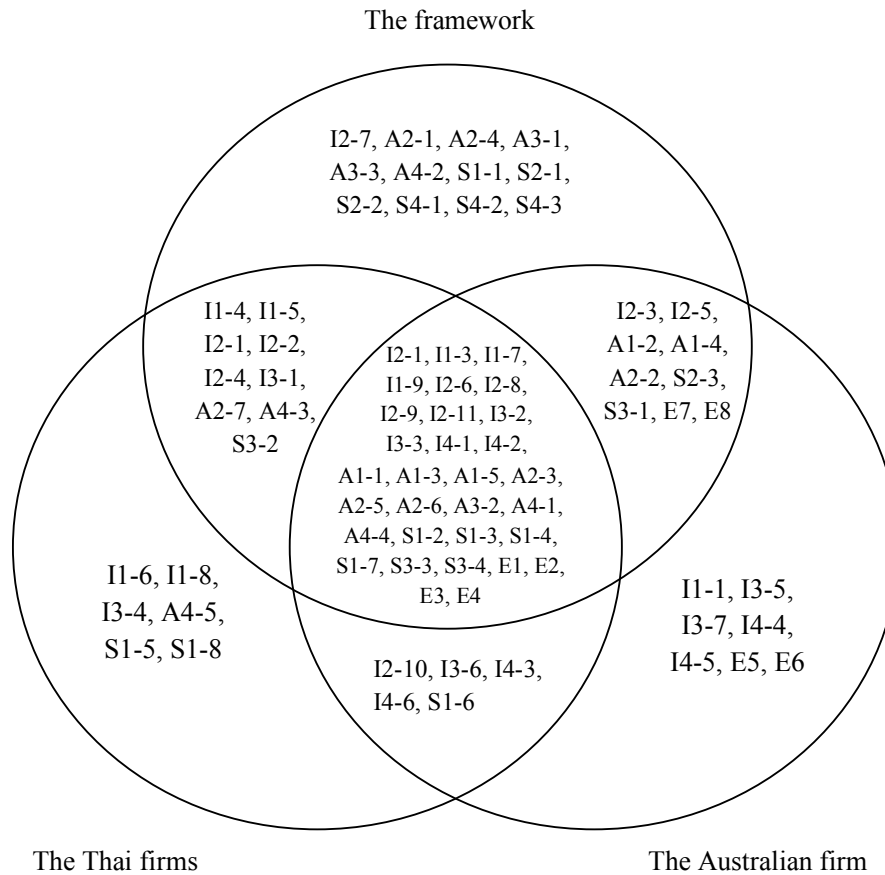 The framework
I2-7, A2-1, A2-4, A3-1,
A3-3, A4-2, S1-1, S2-1,
S2-2, S4-1, S4-2, S4-3
I1-4, I1-5,
I2-1, I2-2,
I2-4, I3-1,
A2-7, A4-3,
S3-2
I2-1, I1-3, I1-7,
I1-9, I2-6, I2-8,
I2-9, I2-11, I3-2,
I3-3, I4-1, I4-2,
A1-1, A1-3, A1-5, A2-3,
A2-5, A2-6, A3-2, A4-1,
A4-4, S1-2, S1-3, S1-4,
S1-7, S3-3, S3-4, E1, E2,
E3, E4
I2-3, I2-5,
A1-2, A1-4,
A2-2, S2-3,
S3-1, E7, E8
I1-6, I1-8,
I3-4, A4-5,
S1-5, S1-8
I2-10, I3-6, I4-3,
I4-6, S1-6
I1-1, I3-5,
I3-7, I4-4,
I4-5, E5, E6
The Thai firms
The Australian firm